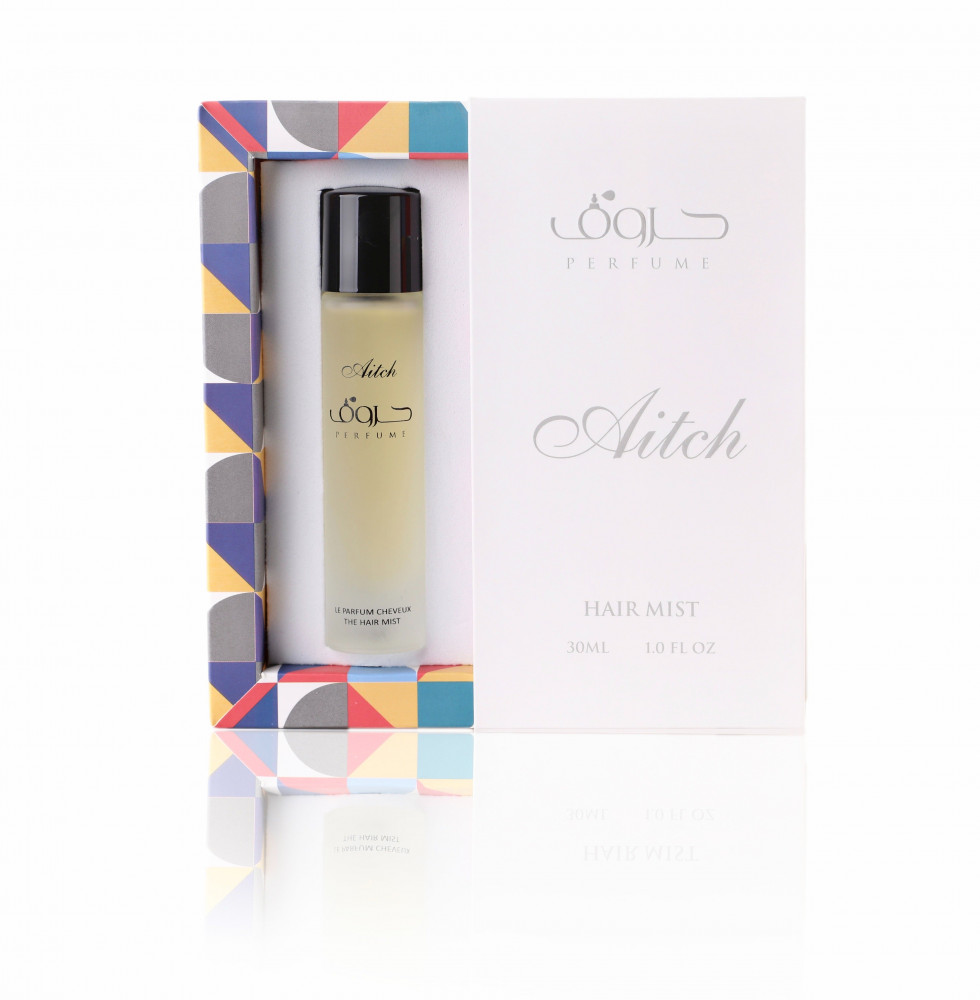 Aitch
حروف
PERFUME
LE PARFUM CHEVEUX
THE HAIR MIST
حروف
PERFUME
Aitch
HAIR MIST
30ML 1.0 FL OZ